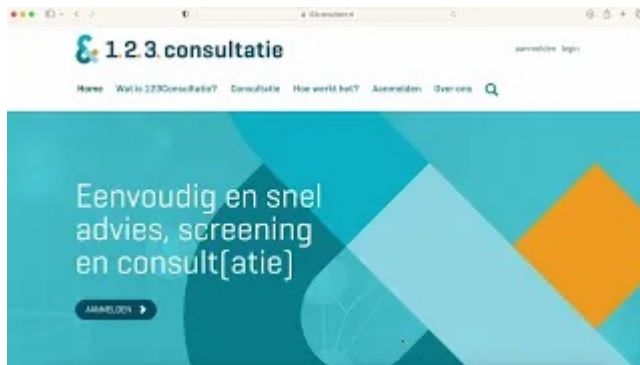 1.2.3.consultatie
aanmelden login
Home Wat is 123Consultatie? Consultatie Hoe werkt het? Aanmelden Over ons
Eenvoudig en snel
advies, screening
en consult[atie]
AANMELDEN